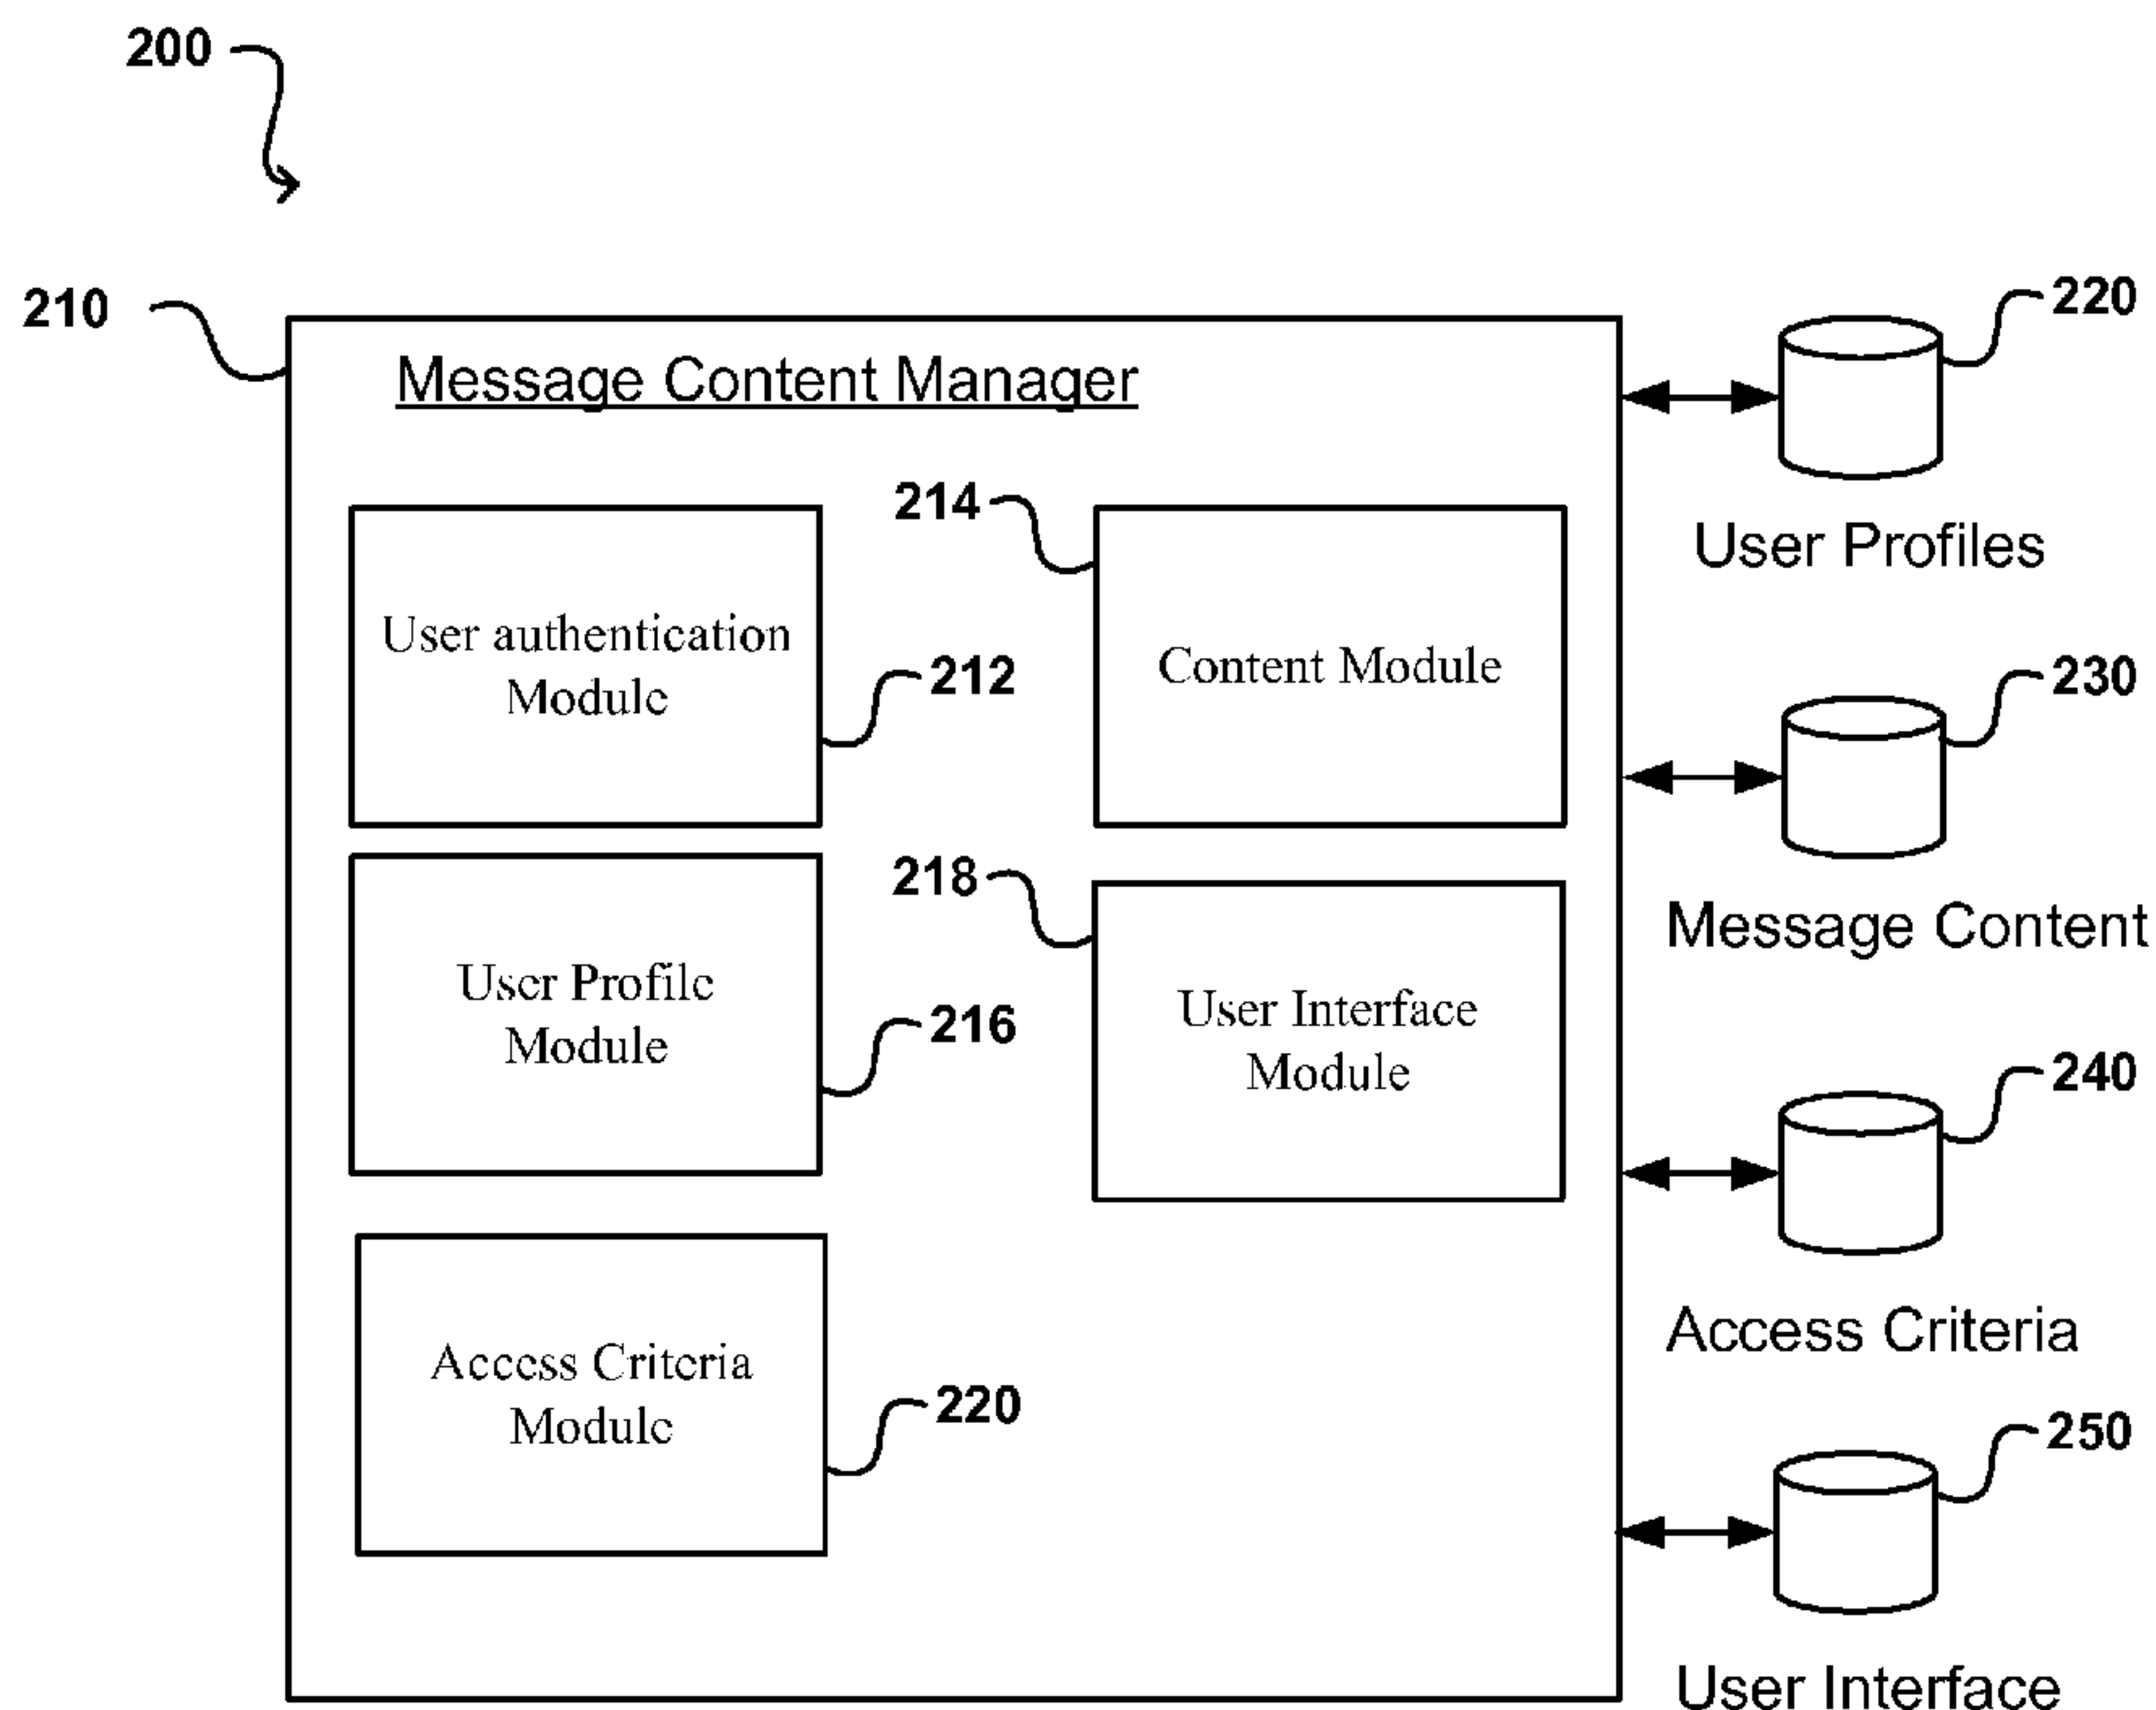 200
210
Message Content Manager
220
User Profiles
214
User authentication
Module
212
Content Module
230
Message Content
218
User Profile
Module
216
User Interface
Module
240
Access Criteria
Access Criteria
Module
220
250
User Interface